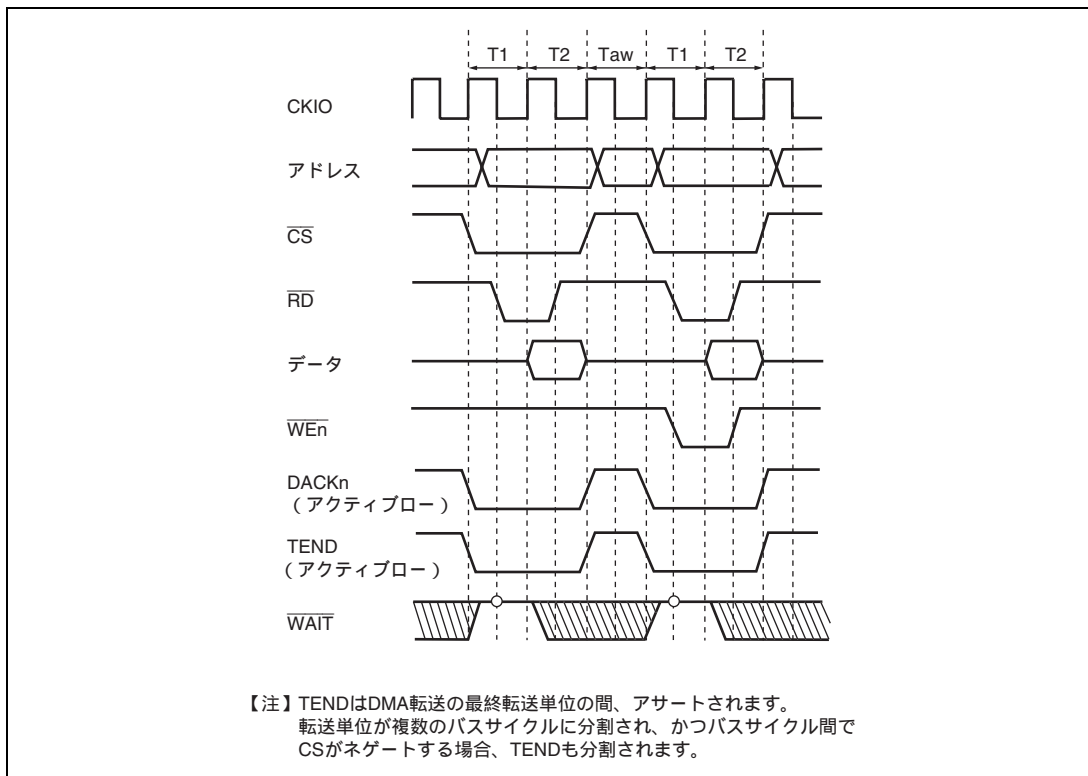 T1 T2 Taw T1 T2
CKIO
アドレス
CS
RD
データ
WEn
DACKn
（アクティブロー）
TEND
（アクティブロー）
WAIT
【注】TENDはDMA転送の最終転送単位の間、アサートされます。
転送単位が複数のバスサイクルに分割され、かつバスサイクル間で
CSがネゲートする場合、TENDも分割されます。